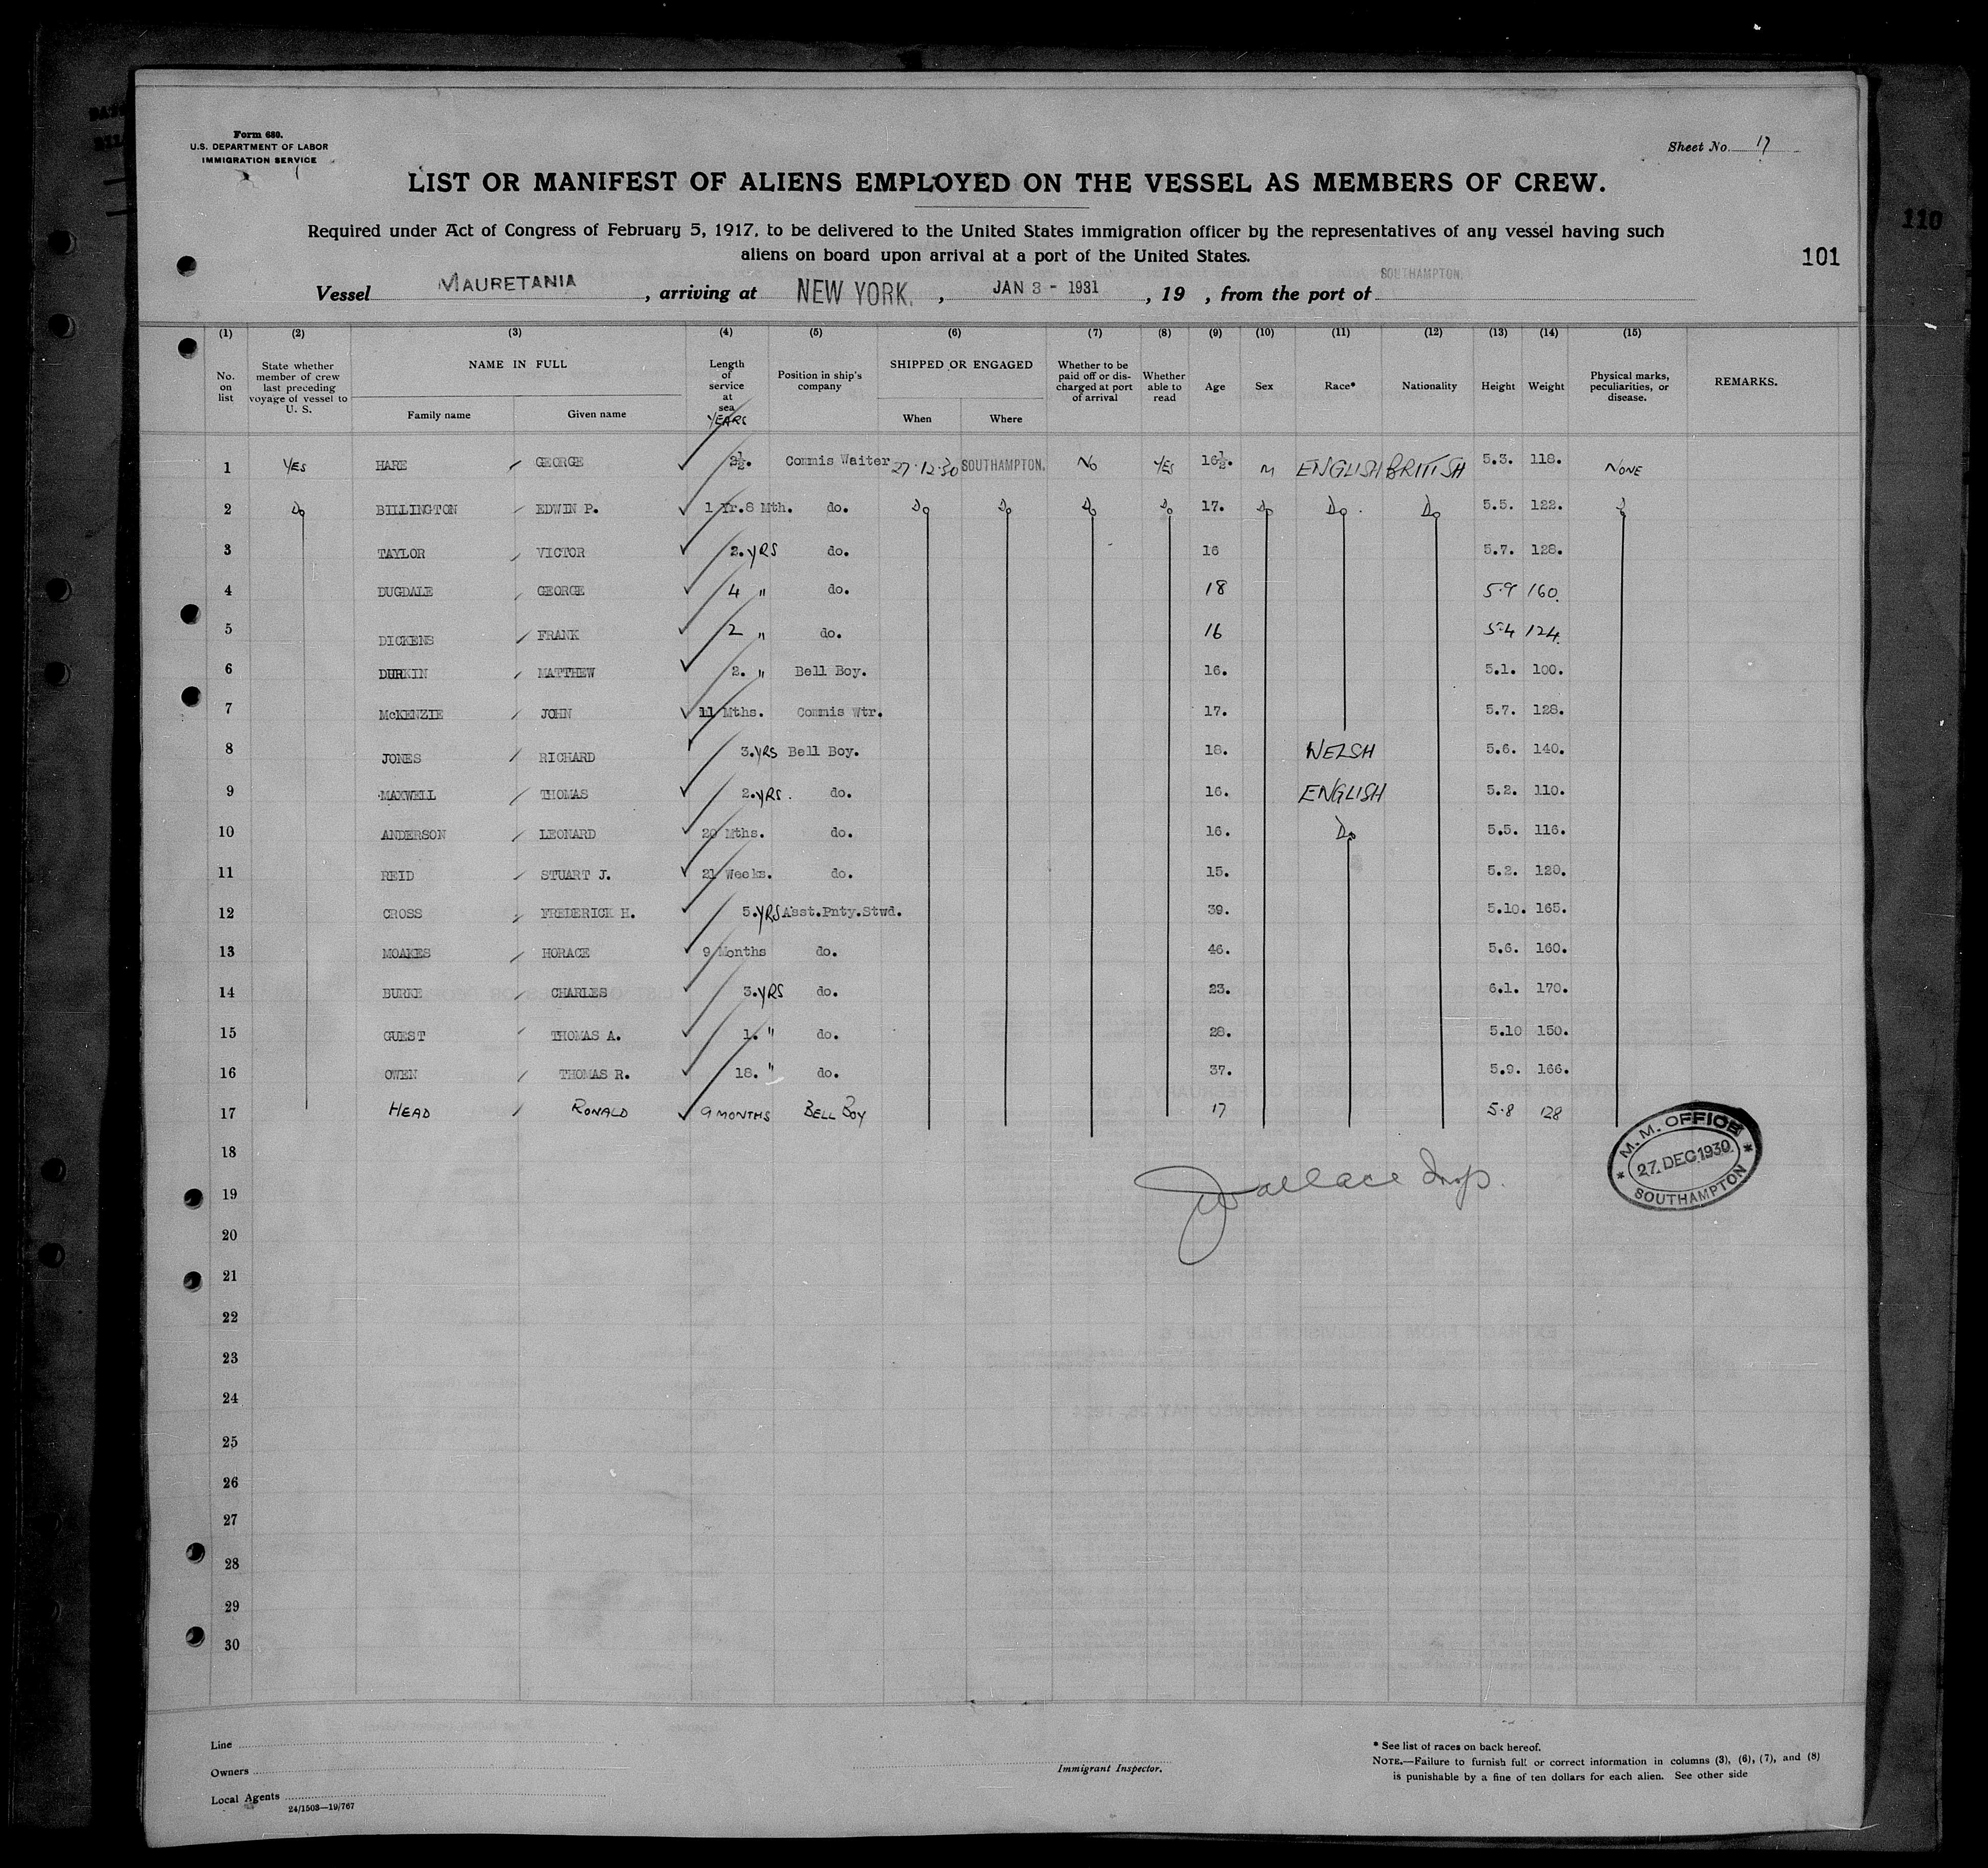 Form 680.
U.S. DEPARTMENT OF LABOR
IMMIGRATION SERVICE
Sheet No. 17
LIST OR MANIFEST OF ALIENS EMPLOYED ON THE VESSEL AS MEMBERS OF CREW.
Required under Act of Congress of February 5, 1917, to be delivered to the United States immigration officer by the representatives of any vessel having such
aliens on board upon arrival at a port of the United States.
110
101
Vessel MAURETANIA, arriving at NEW YORK, JAN 3 - 1931, 19 , from the port of SOUTHAMPTON.
(1) (2) (3) (4) (5) (6) (7) (8) (9) (10) (11) (12) (13) (14) (15)
No. on list
State whether member of crew last preceding voyage of vessel to U. S.
NAME IN FULL
Family name
Given name
Length of service at sea
YEARS
Position in ship's company
SHIPPED OR ENGAGED
When
Where
Whether to be paid off or dis-charged at port of arrival
Whether able to read
Age
Sex
Race*
Nationality
Height
Weight
Physical marks, peculiarities, or disease.
REMARKS.
1 YES HARE GEORGE 2½. Commis Waiter 27.12.30 SOUTHAMPTON. NO YES 16½. M ENGLISH BRITISH 5.3. 118. NONE
2 Do BILLINGTON EDWIN P. 1 Yr.8 Mth. do. Do Do Do Do 17. Do Do. Do 5.5. 122. Do
3 TAYLOR VICTOR 2.YRS do. 16 5.7. 128.
4 DUGDALE GEORGE 4 " do. 18 5.9 160.
5 DICKENS FRANK 2 " do. 16 5.4 124.
6 DURKIN MATTHEW 2. " Bell Boy. 16. 5.1. 100.
7 McKENZIE JOHN 11 Mths. Commis Wtr. 17. 5.7. 128.
8 JONES RICHARD 3.YRS Bell Boy. 18. WELSH 5.6. 140.
9 MAXWELL THOMAS 2.YRS. do. 16. ENGLISH 5.2. 110.
10 ANDERSON LEONARD 20 Mths. do. 16. Do 5.5. 116.
11 REID STUART J. 21 Weeks. do. 15. 5.2. 120.
12 CROSS FREDERICK H. 5.YRS Asst.Pnty.Stwd. 39. 5.10. 165.
13 MOAKES HORACE 9 Months do. 46. 5.6. 160.
14 BURKE CHARLES 3.YRS do. 23. 6.1. 170.
15 GUEST THOMAS A. 1. " do. 28. 5.10 150.
16 OWEN THOMAS R. 18. " do. 37. 5.9. 166.
17 HEAD RONALD 9 MONTHS BELL BOY 17 5.8 128
18
M. M. OFFICE
27. DEC. 1930
SOUTHAMPTON
19
20
21
22
23
24
25
26
27
28
29
30
Line
Owners
Local Agents
24/1503—19/767
Immigrant Inspector.
* See list of races on back hereof.
NOTE.—Failure to furnish full or correct information in columns (3), (6), (7), and (8)
is punishable by a fine of ten dollars for each alien. See other side